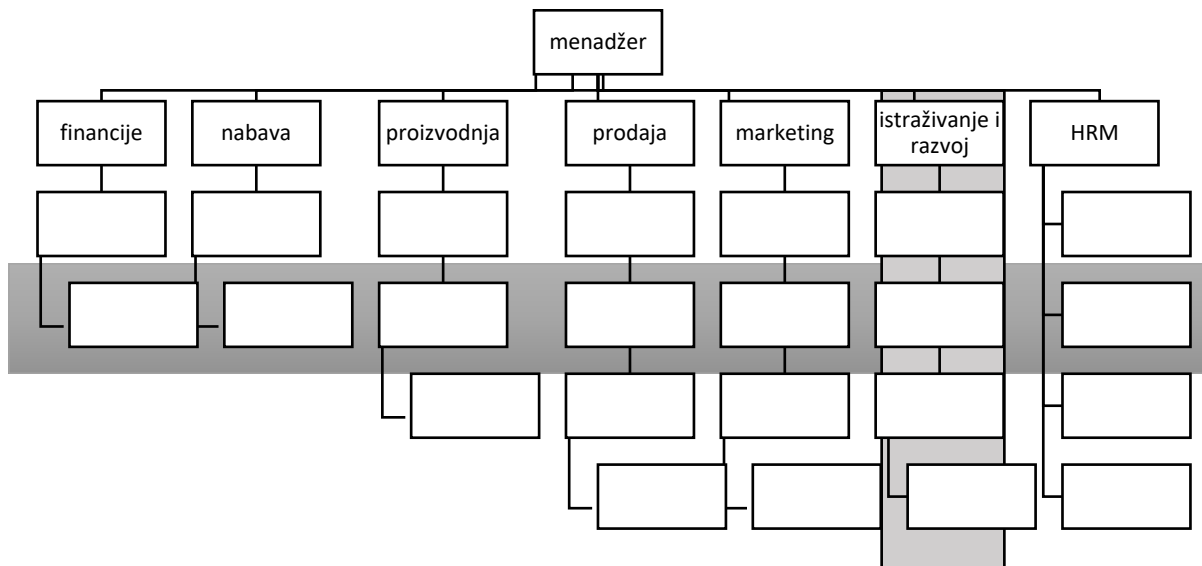 menadžer
financije
nabava
proizvodnja
prodaja
marketing
istraživanje i
razvoj
HRM